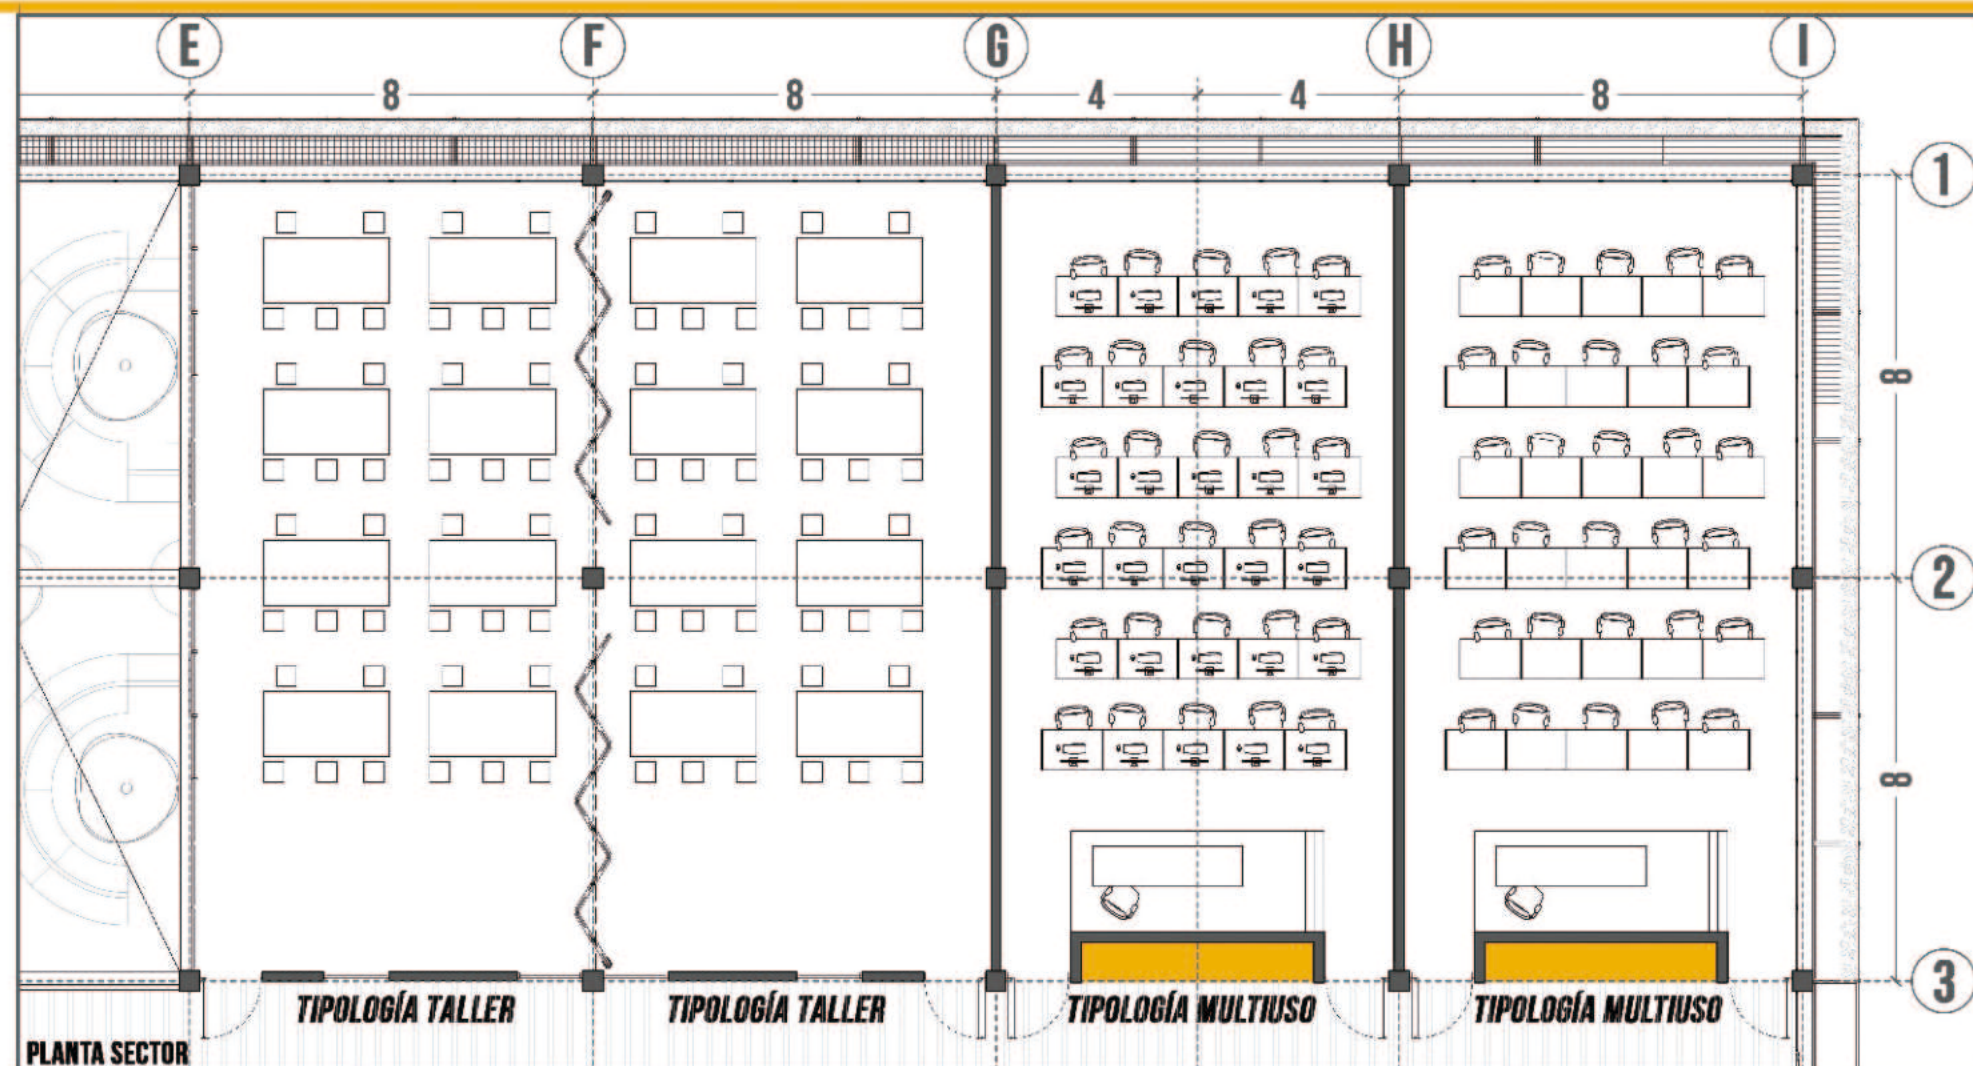 E F G H I
8 8 4 4 8
1
8
2
8
3
TIPOLOGÍA TALLER TIPOLOGÍA TALLER TIPOLOGÍA MULTIUSO TIPOLOGÍA MULTIUSO
PLANTA SECTOR